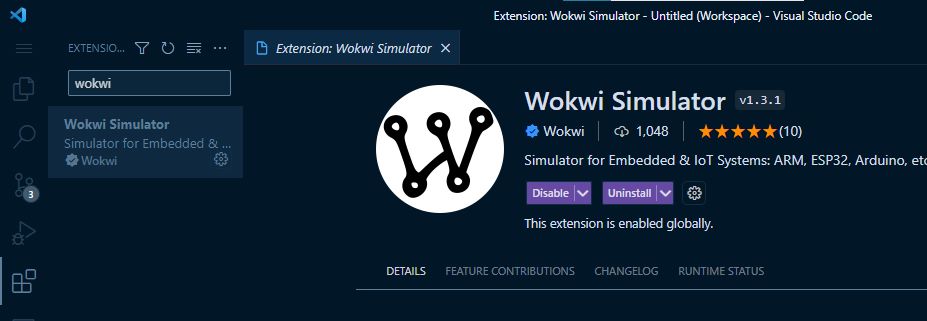 Extension: Wokwi Simulator - Untitled (Workspace) - Visual Studio Code
EXTENSIO...
Extension: Wokwi Simulator
wokwi
Wokwi Simulator
Simulator for Embedded & ...
Wokwi
3
Wokwi Simulator v1.3.1
Wokwi 1,048 (10)
Simulator for Embedded & IoT Systems: ARM, ESP32, Arduino, etc
Disable Uninstall
This extension is enabled globally.
DETAILS FEATURE CONTRIBUTIONS CHANGELOG RUNTIME STATUS